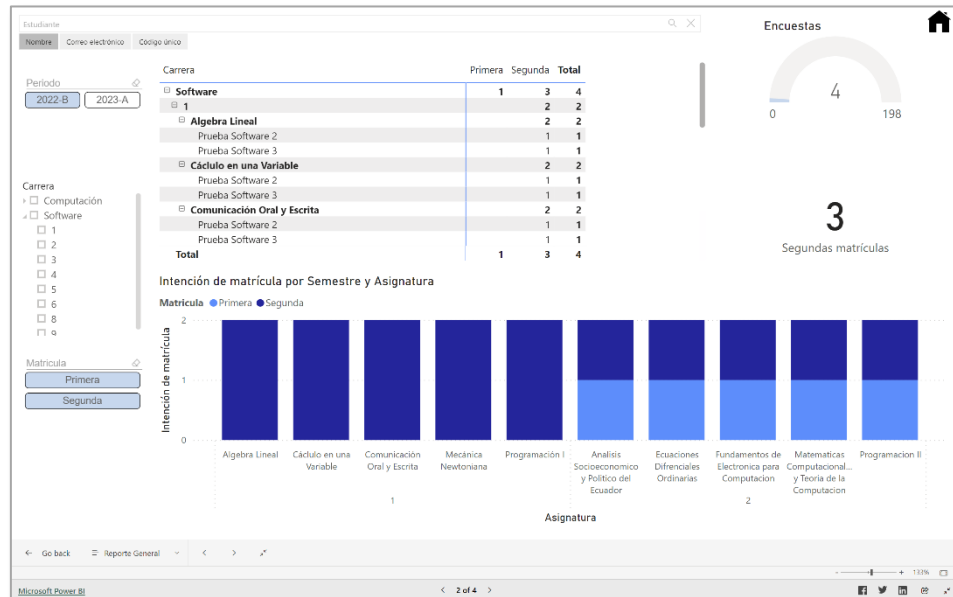 Estudiante
Nombre Correo electrónico Código único
Encuestas
4
0 198
3
Segundas matrículas
Periodo
2022-B 2023-A
Carrera
Computación
Software
1
2
3
4
5
6
8
9
Matricula
Primera
Segunda
Carrera Primera Segunda Total
Software 1 3 4
1 2 2
Algebra Lineal 2 2
Prueba Software 2 1 1
Prueba Software 3 1 1
Cáclulo en una Variable 2 2
Prueba Software 2 1 1
Prueba Software 3 1 1
Comunicación Oral y Escrita 2 2
Prueba Software 2 1 1
Prueba Software 3 1 1
Total 1 3 4
Intención de matrícula por Semestre y Asignatura
Matricula Primera Segunda
Intención de matrícula
2
1
0
Algebra Lineal
Cáclulo en una
Variable
Comunicación
Oral y Escrita
Mecánica
Newtoniana
Programación I
Analisis
Socioeconomico
y Politico del
Ecuador
Ecuaciones
Difrenciales
Ordinarias
Fundamentos de
Electronica para
Computacion
Matematicas
Computacional...
y Teoria de la
Computacion
Programacion II
1 2
Asignatura
Go back Reporte General
- + 133%
Microsoft Power BI
2 of 4